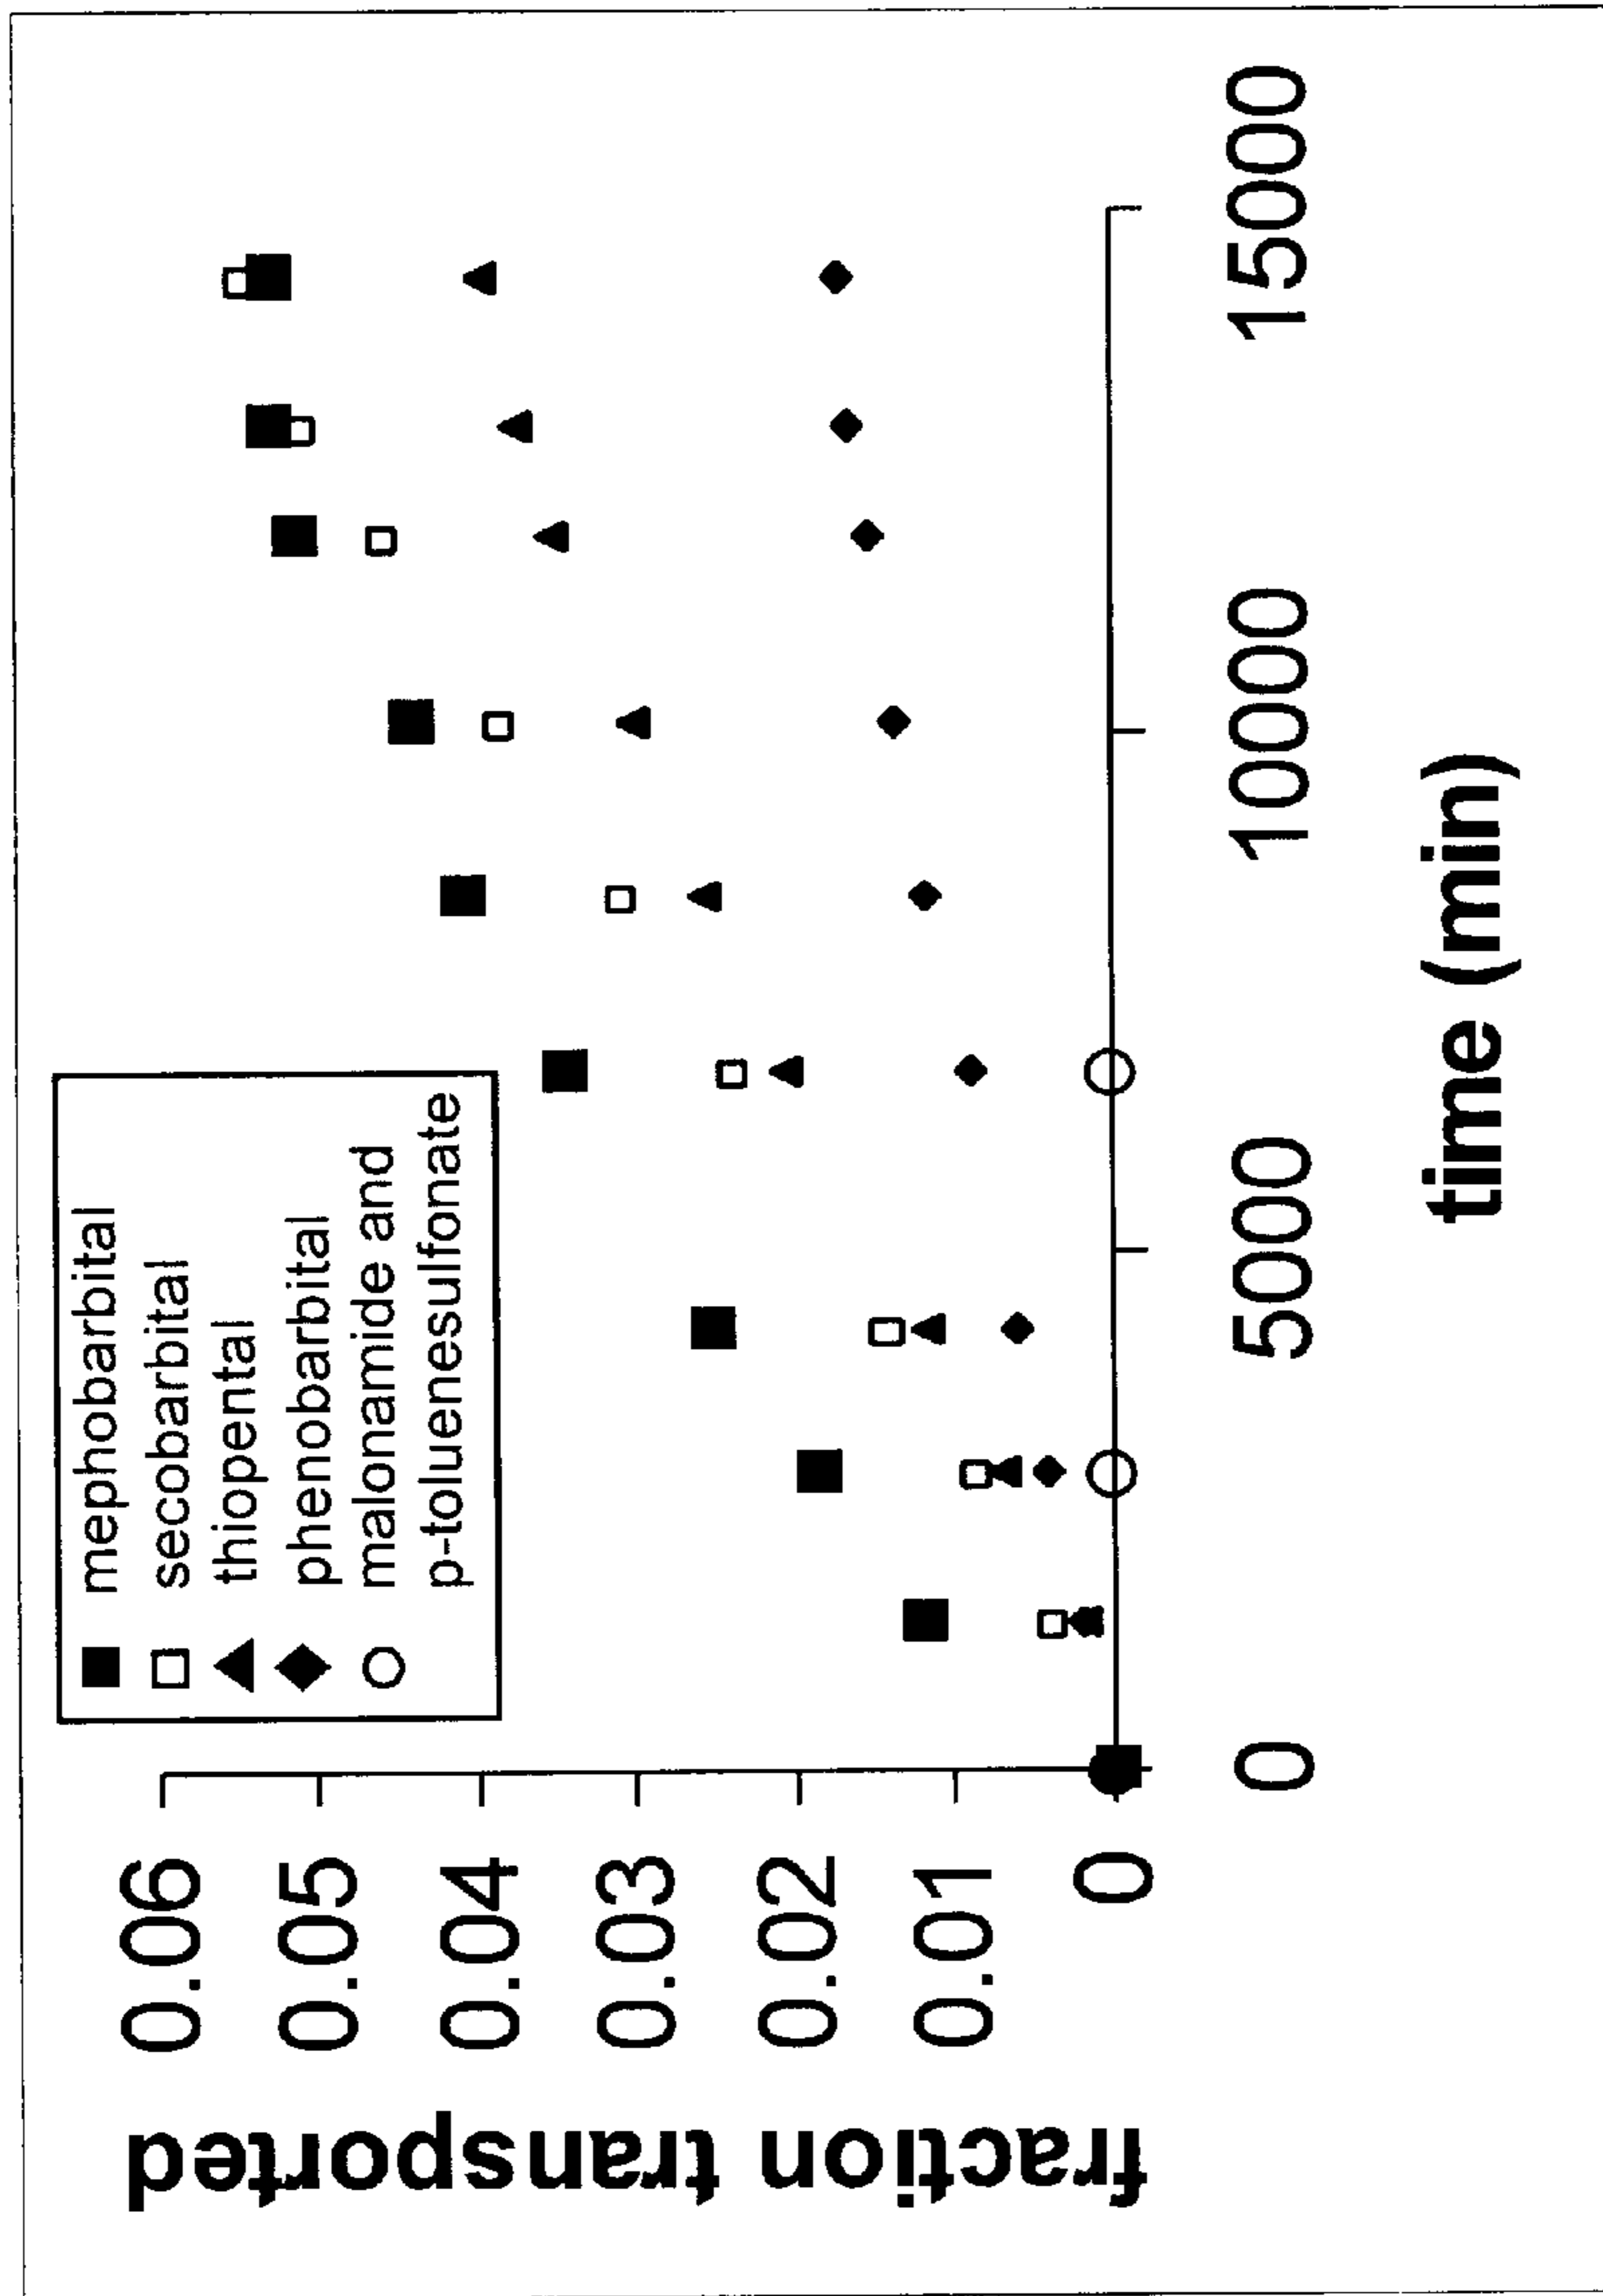 mephobarbital
secobarbital
thiopental
phenobarbital
malonamide and
p-toluenesulfonate
fraction transported
0.06
0.05
0.04
0.03
0.02
0.01
0
0
5000
10000
15000
time (min)